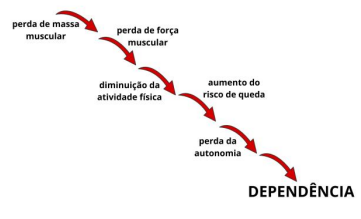 perda de massa
muscular
perda de força
muscular
diminuição da
atividade física
aumento do
risco de queda
perda da
autonomia
DEPENDÊNCIA